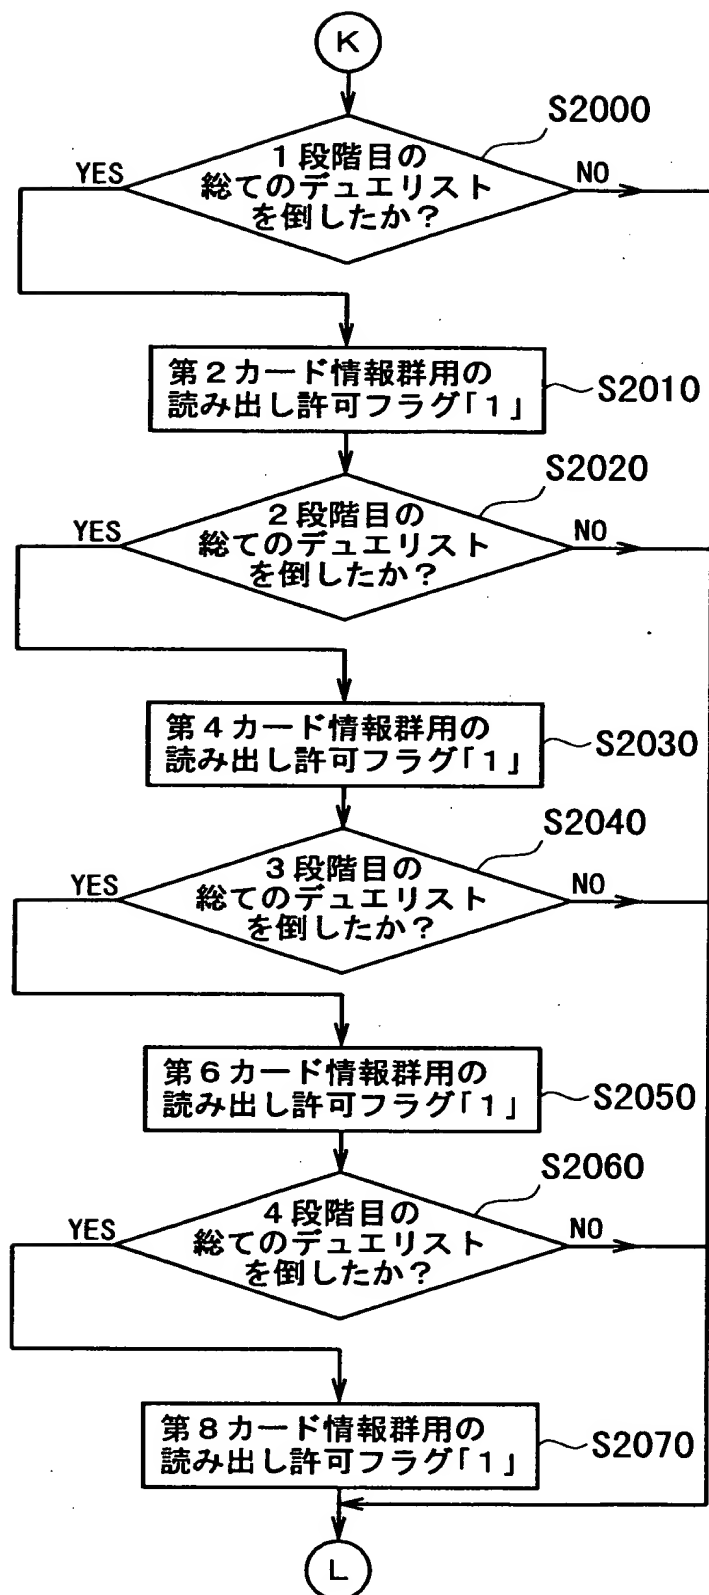 K
S2000
1段階目の
総てのデュエリスト
を倒したか?
YES
NO
第2カード情報群用の
読み出し許可フラグ「1」
S2010
S2020
2段階目の
総てのデュエリスト
を倒したか?
YES
NO
第4カード情報群用の
読み出し許可フラグ「1」
S2030
S2040
3段階目の
総てのデュエリスト
を倒したか?
YES
NO
第6カード情報群用の
読み出し許可フラグ「1」
S2050
S2060
4段階目の
総てのデュエリスト
を倒したか?
YES
NO
第8カード情報群用の
読み出し許可フラグ「1」
S2070
L